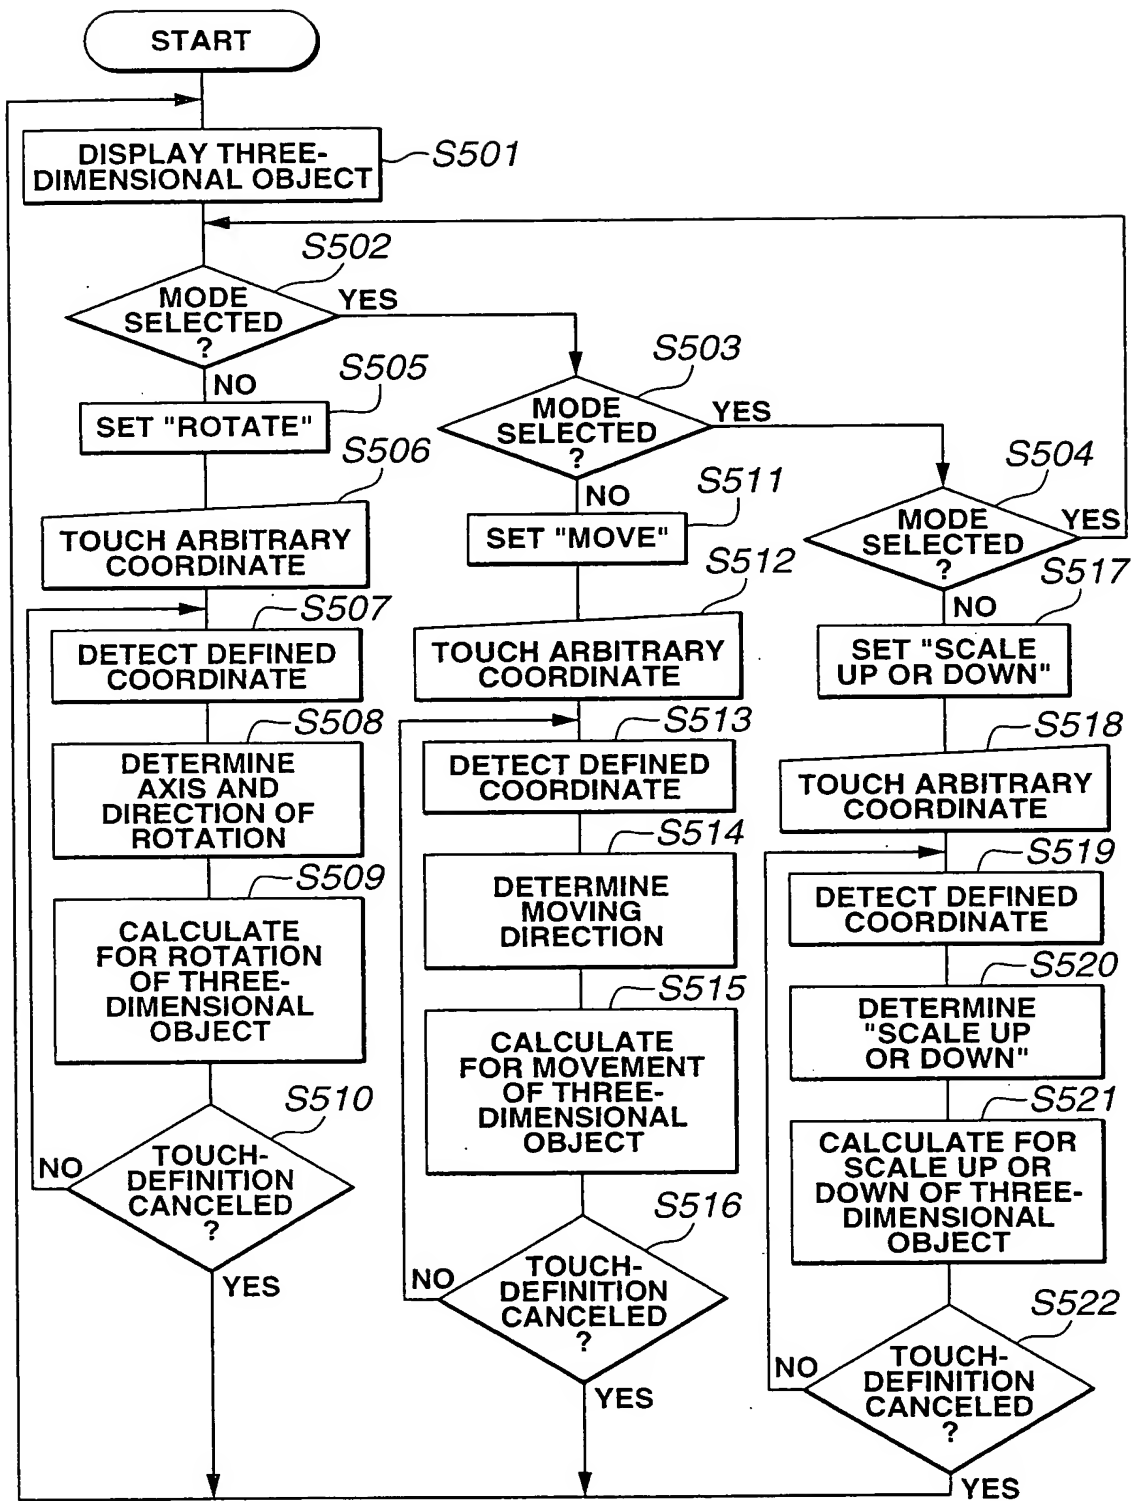 START
DISPLAY THREE-
DIMENSIONAL OBJECT
S501
S502
MODE
SELECTED
?
YES
NO
S505
SET "ROTATE"
S506
TOUCH ARBITRARY
COORDINATE
S507
DETECT DEFINED
COORDINATE
S508
DETERMINE
AXIS AND
DIRECTION OF
ROTATION
S509
CALCULATE
FOR ROTATION
OF THREE-
DIMENSIONAL
OBJECT
S510
TOUCH-
DEFINITION
CANCELED
?
NO
YES
S503
MODE
SELECTED
?
YES
NO
S511
SET "MOVE"
S512
TOUCH ARBITRARY
COORDINATE
S513
DETECT DEFINED
COORDINATE
S514
DETERMINE
MOVING
DIRECTION
S515
CALCULATE
FOR MOVEMENT
OF THREE-
DIMENSIONAL
OBJECT
S516
TOUCH-
DEFINITION
CANCELED
?
NO
YES
S504
MODE
SELECTED
?
YES
NO
S517
SET "SCALE
UP OR DOWN"
S518
TOUCH ARBITRARY
COORDINATE
S519
DETECT DEFINED
COORDINATE
S520
DETERMINE
"SCALE UP
OR DOWN"
S521
CALCULATE FOR
SCALE UP OR
DOWN OF THREE-
DIMENSIONAL
OBJECT
S522
TOUCH-
DEFINITION
CANCELED
?
NO
YES